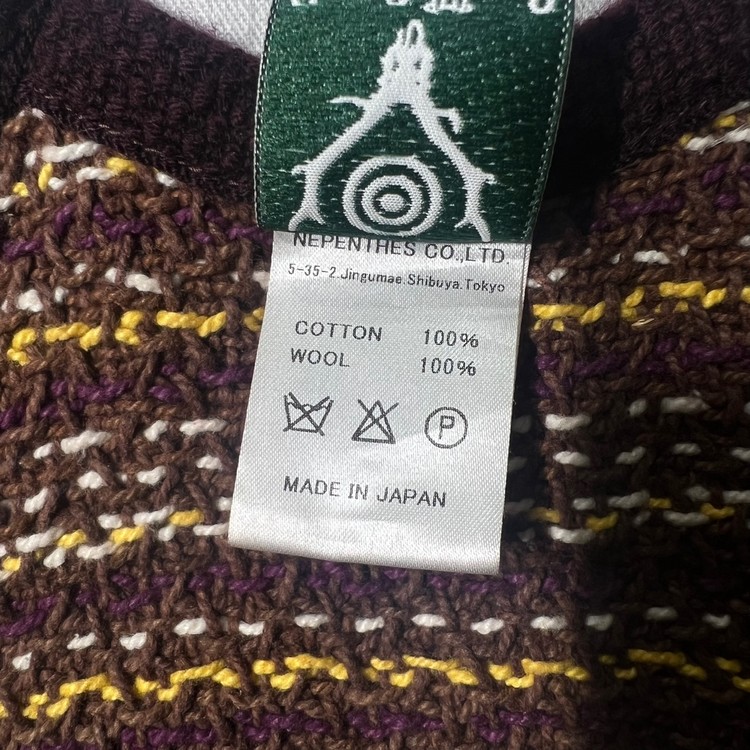 NEPENTHES CO.,LTD.
5-35-2.Jingumae.Shibuya.Tokyo
COTTON 100%
WOOL 100%
P
MADE IN JAPAN